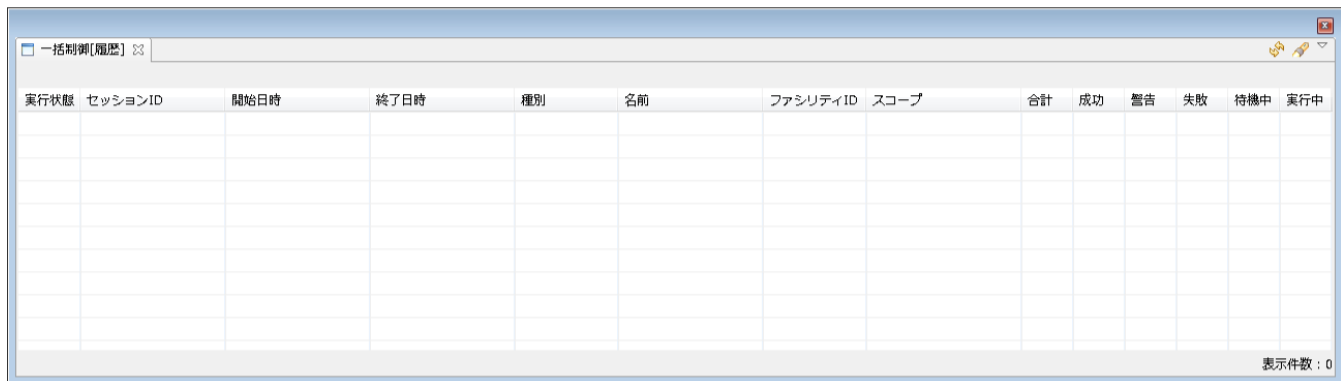 一括制御[履歴]
実行状態 セッションID 開始日時 終了日時 種別 名前 ファシリティID スコープ 合計 成功 警告 失敗 待機中 実行中
表示件数 : 0